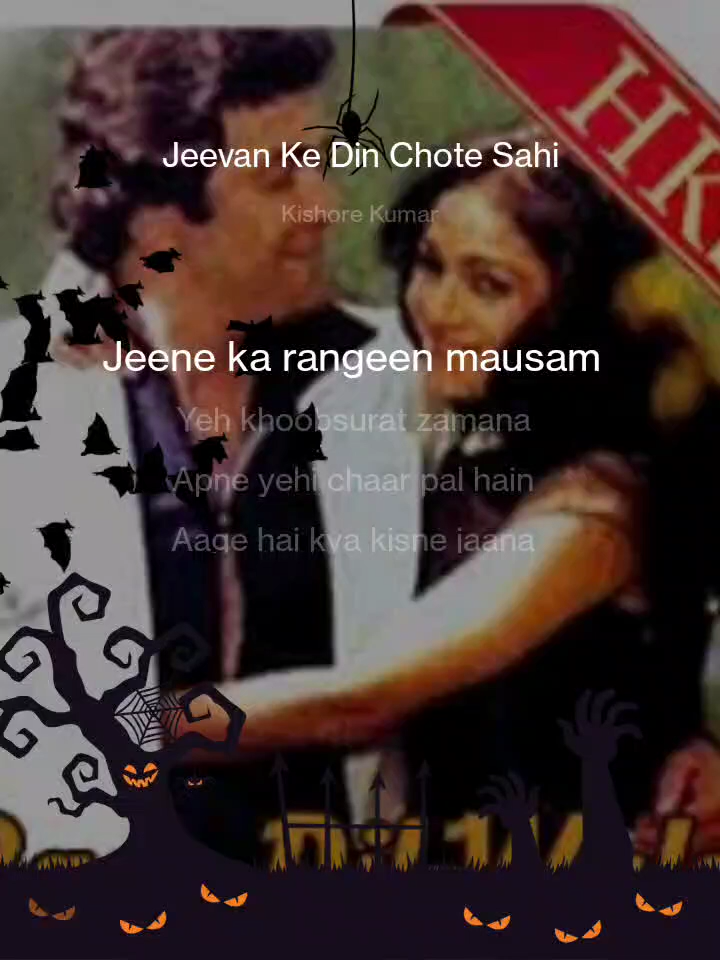 Jeevan Ke Din Chote Sahi
Kishore Kumar
HK
Jeene ka rangeen mausam
Yeh khoobsurat zamana
Apne yehi chaar pal hain
Aage hai kya kisne jaana